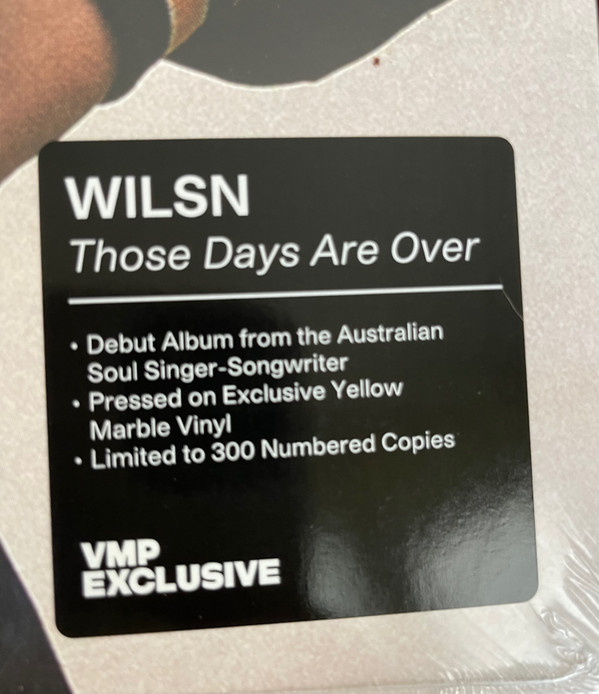 WILSN
Those Days Are Over
• Debut Album from the Australian
Soul Singer-Songwriter
• Pressed on Exclusive Yellow
Marble Vinyl
• Limited to 300 Numbered Copies
VMP
EXCLUSIVE